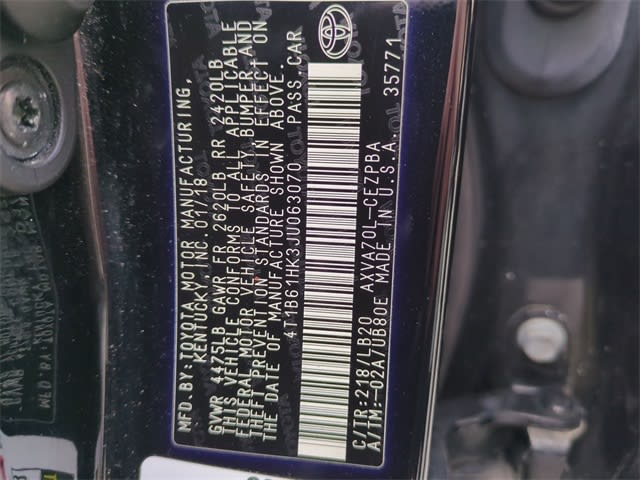 MFD.BY:TOYOTA MOTOR MANUFACTURING,
KENTUCKY, INC. 01/18
GVWR 4475LB GAWR FR 2620LB RR 2420LB
THIS VEHICLE CONFORMS TO ALL APPLICABLE
FEDERAL MOTOR VEHICLE SAFETY, BUMPER, AND
THEFT PREVENTION STANDARDS IN EFFECT ON
THE DATE OF MANUFACTURE SHOWN ABOVE.
4T1B61HK3JU063070 PASS.CAR
C/TR:218/LB20 AXVA70L-CEZPBA
A/TM:-02A7UB80E MADE IN U.S.A.
35771